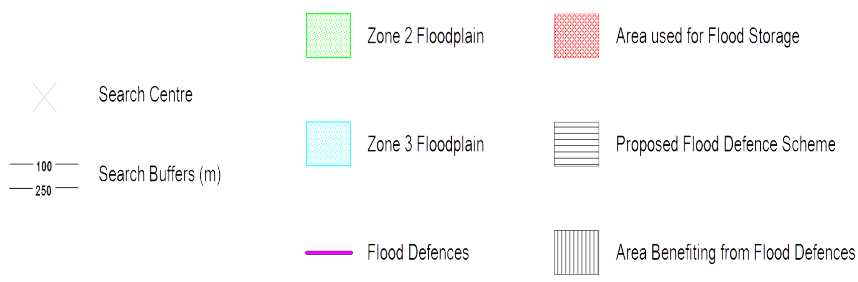 Search Centre
100
250
Search Buffers (m)
Zone 2 Floodplain
Zone 3 Floodplain
Flood Defences
Area used for Flood Storage
Proposed Flood Defence Scheme
Area Benefiting from Flood Defences